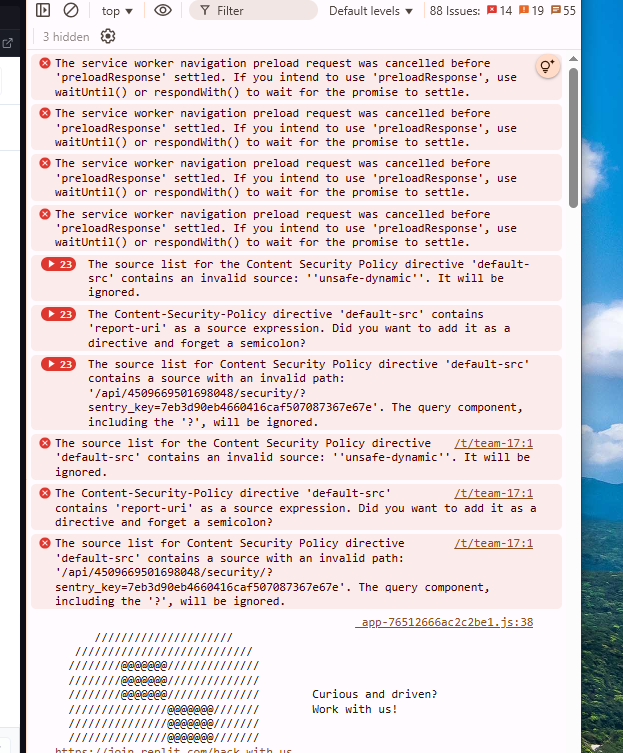 top
Filter
Default levels
88 Issues: 14 19 55
3 hidden
The service worker navigation preload request was cancelled before
'preloadResponse' settled. If you intend to use 'preloadResponse', use
waitUntil() or respondWith() to wait for the promise to settle.
The service worker navigation preload request was cancelled before
'preloadResponse' settled. If you intend to use 'preloadResponse', use
waitUntil() or respondWith() to wait for the promise to settle.
The service worker navigation preload request was cancelled before
'preloadResponse' settled. If you intend to use 'preloadResponse', use
waitUntil() or respondWith() to wait for the promise to settle.
The service worker navigation preload request was cancelled before
'preloadResponse' settled. If you intend to use 'preloadResponse', use
waitUntil() or respondWith() to wait for the promise to settle.
23 The source list for the Content Security Policy directive 'default-
src' contains an invalid source: ''unsafe-dynamic''. It will be
ignored.
23 The Content-Security-Policy directive 'default-src' contains
'report-uri' as a source expression. Did you want to add it as a
directive and forget a semicolon?
23 The source list for Content Security Policy directive 'default-src'
contains a source with an invalid path:
'/api/4509669501698048/security/?
sentry_key=7eb3d90eb4660416caf507087367e67e'. The query component,
including the '?', will be ignored.
The source list for the Content Security Policy directive /t/team-17:1
'default-src' contains an invalid source: ''unsafe-dynamic''. It will be
ignored.
The Content-Security-Policy directive 'default-src' /t/team-17:1
contains 'report-uri' as a source expression. Did you want to add it as a
directive and forget a semicolon?
The source list for Content Security Policy directive /t/team-17:1
'default-src' contains a source with an invalid path:
'/api/4509669501698048/security/?
sentry_key=7eb3d90eb4660416caf507087367e67e'. The query component,
including the '?', will be ignored.
_app-76512666ac2c2be1.js:38
/////////////////////
///////////////////////////
////////@@@@@@@//////////////
////////@@@@@@@//////////////
////////@@@@@@@////////////// Curious and driven?
///////////////@@@@@@@/////// Work with us!
///////////////@@@@@@@///////
///////////////@@@@@@@///////
https://join.replit.com/hack-with-us